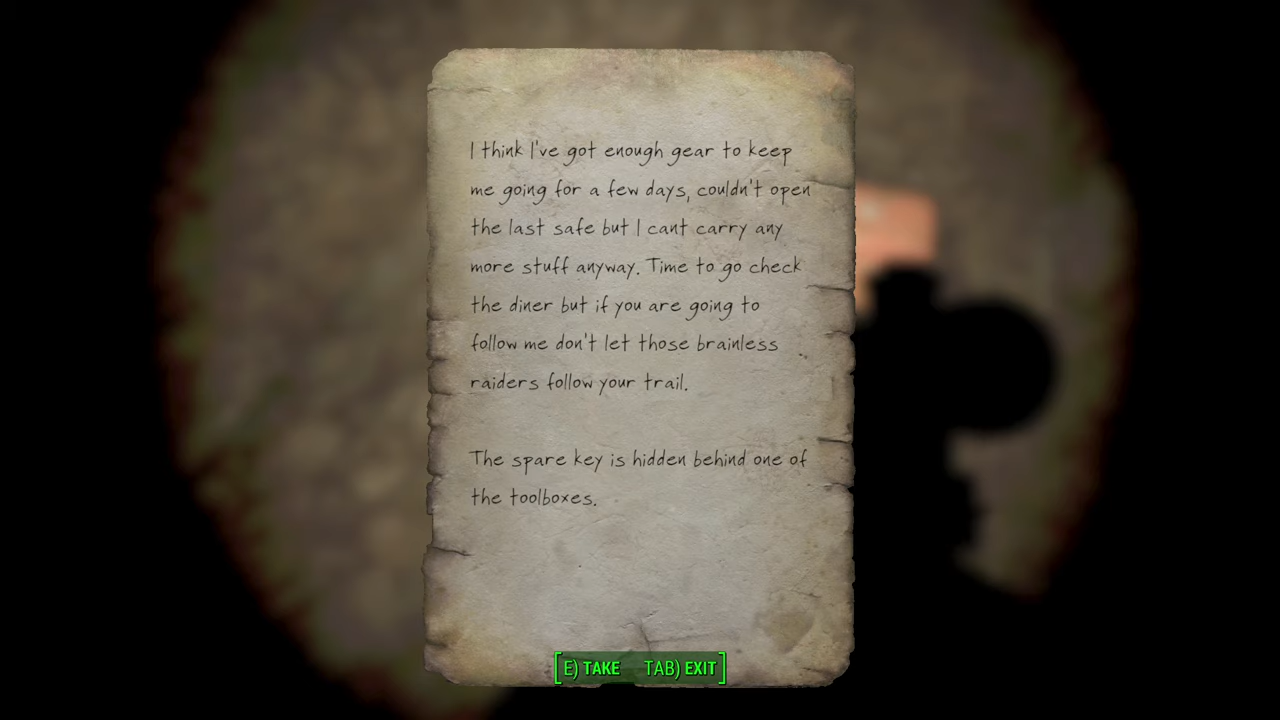 I think I've got enough gear to keep
me going for a few days, couldn't open
the last safe but I cant carry any
more stuff anyway. Time to go check
the diner but if you are going to
follow me don't let those brainless
raiders follow your trail.
The spare key is hidden behind one of
the toolboxes.
E) TAKE TAB) EXIT